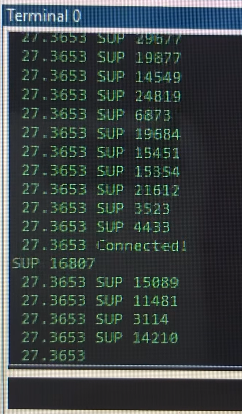 Terminal 0
27.3653 SUP 29677
27.3653 SUP 19877
27.3653 SUP 14549
27.3653 SUP 24819
27.3653 SUP 6873
27.3653 SUP 19684
27.3653 SUP 15451
27.3653 SUP 15354
27.3653 SUP 21612
27.3653 SUP 3523
27.3653 SUP 4433
27.3653 Connected!
SUP 16807
27.3653 SUP 15089
27.3653 SUP 11481
27.3653 SUP 3114
27.3653 SUP 14210
27.3653